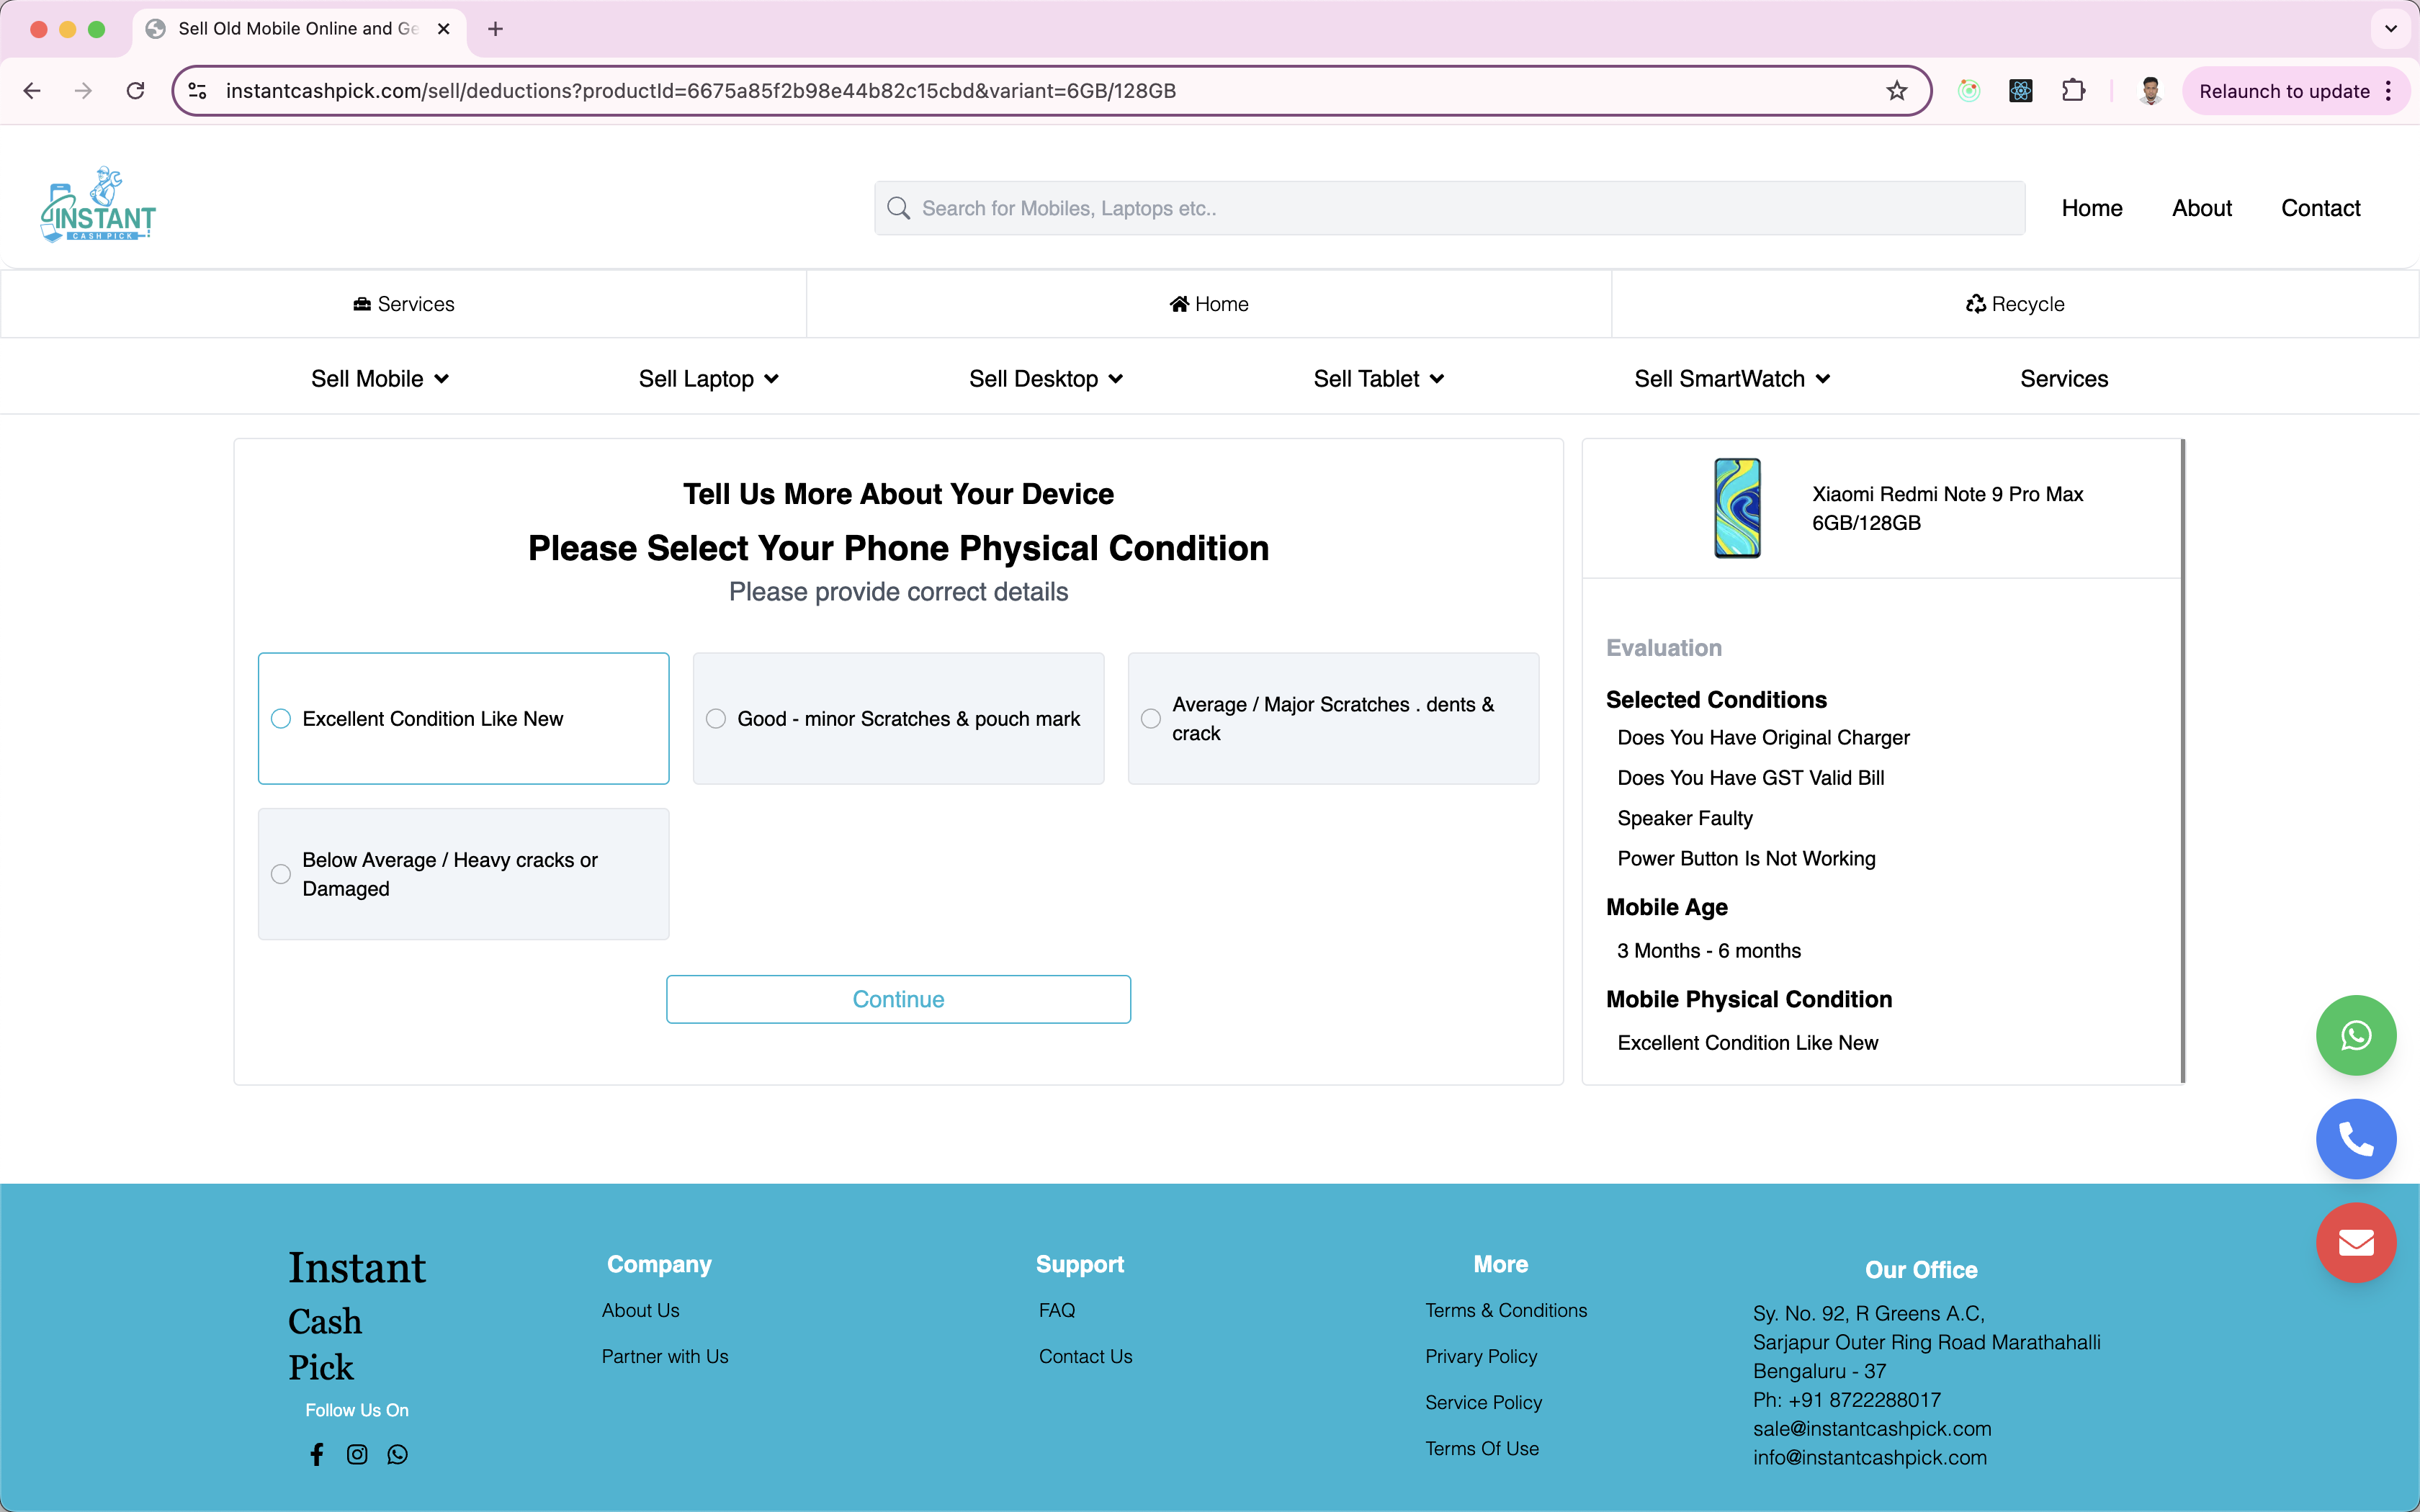 Sell Old Mobile Online and Ge
instantcashpick.com/sell/deductions?productId=6675a85f2b98e44b82c15cbd&variant=6GB/128GB
Relaunch to update
INSTANT
CASH PICK
Search for Mobiles, Laptops etc..
Home
About
Contact
Services
Home
Recycle
Sell Mobile
Sell Laptop
Sell Desktop
Sell Tablet
Sell SmartWatch
Services
Tell Us More About Your Device
Please Select Your Phone Physical Condition
Please provide correct details
Excellent Condition Like New
Good - minor Scratches & pouch mark
Average / Major Scratches . dents &
crack
Below Average / Heavy cracks or
Damaged
Continue
Xiaomi Redmi Note 9 Pro Max
6GB/128GB
Evaluation
Selected Conditions
Does You Have Original Charger
Does You Have GST Valid Bill
Speaker Faulty
Power Button Is Not Working
Mobile Age
3 Months - 6 months
Mobile Physical Condition
Excellent Condition Like New
Instant
Cash
Pick
Follow Us On
Company
About Us
Partner with Us
Support
FAQ
Contact Us
More
Terms & Conditions
Privary Policy
Service Policy
Terms Of Use
Our Office
Sy. No. 92, R Greens A.C,
Sarjapur Outer Ring Road Marathahalli
Bengaluru - 37
Ph: +91 8722288017
sale@instantcashpick.com
info@instantcashpick.com